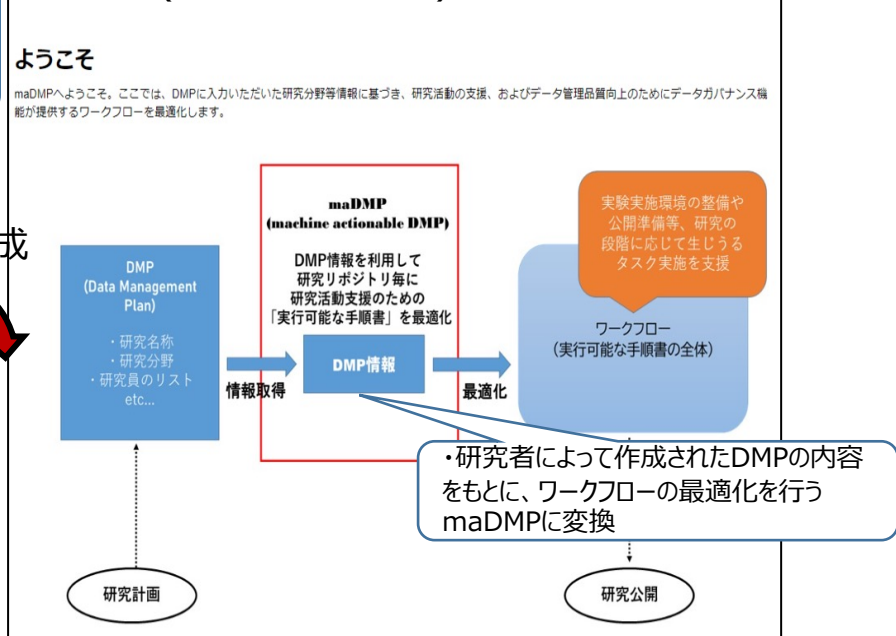 ようこそ
maDMPへようこそ。ここでは、DMPに入力いただいた研究分野等情報に基づき、研究活動の支援、およびデータ管理品質向上のためにデータガバナンス機
能が提供するワークフローを最適化します。
成
DMP
(Data Management
Plan)
・研究名称
・研究分野
・研究員のリスト
etc...
情報取得
maDMP
(machine actionable DMP)
DMP情報を利用して
研究リポジトリ毎に
研究活動支援のための
「実行可能な手順書」を最適化
DMP情報
最適化
実験実施環境の整備や
公開準備等、研究の
段階に応じて生じうる
タスク実施を支援
ワークフロー
（実行可能な手順書の全体）
・研究者によって作成されたDMPの内容
をもとに、ワークフローの最適化を行う
maDMPに変換
研究計画
研究公開